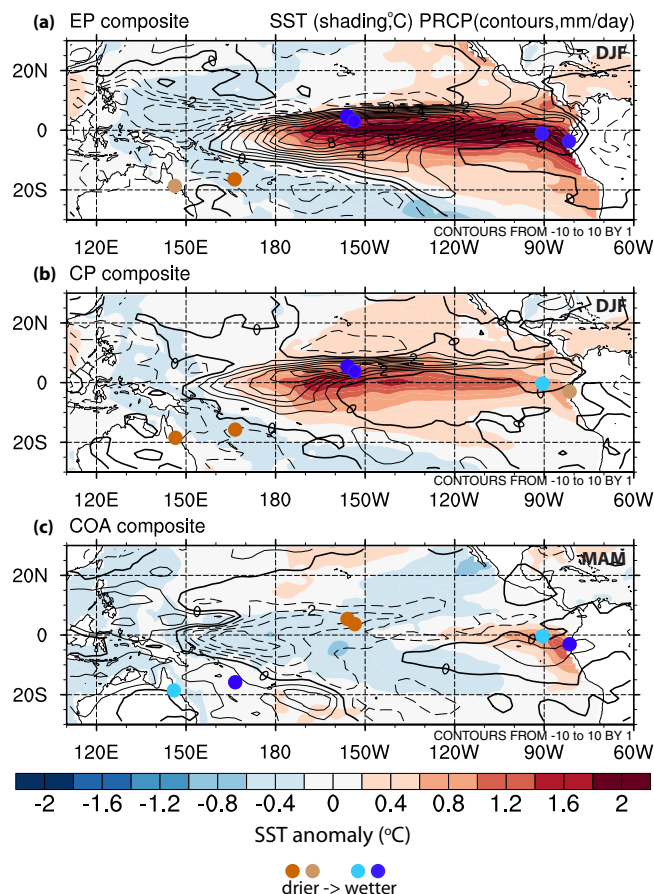 (a) EP composite SST (shading,°C) PRCP(contours,mm/day)
DJF
20N
0
20S
CONTOURS FROM -10 to 10 BY 1
120E 150E 180 150W 120W 90W 60W
(b) CP composite
DJF
20N
0
20S
CONTOURS FROM -10 to 10 BY 1
120E 150E 180 150W 120W 90W 60W
(c) COA composite
MAM
20N
0
20S
CONTOURS FROM -10 to 10 BY 1
120E 150E 180 150W 120W 90W 60W
-2 -1.6 -1.2 -0.8 -0.4 0 0.4 0.8 1.2 1.6 2
SST anomaly (°C)
drier -> wetter